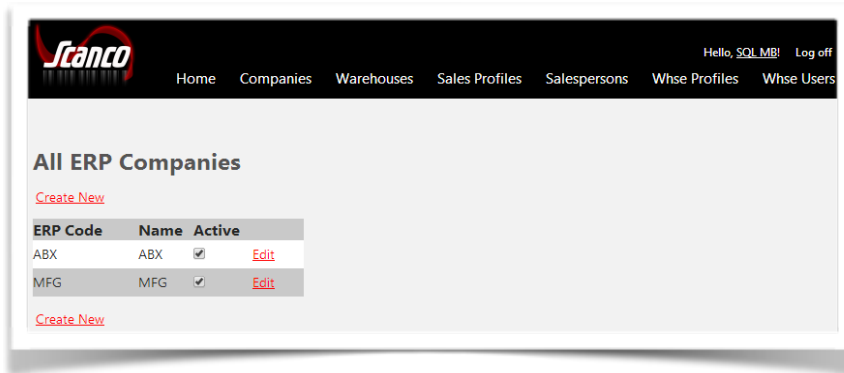 Scanco
Hello, SQL MB! Log off
Home Companies Warehouses Sales Profiles Salespersons Whse Profiles Whse Users
All ERP Companies
Create New
ERP Code Name Active
ABX ABX Edit
MFG MFG Edit
Create New